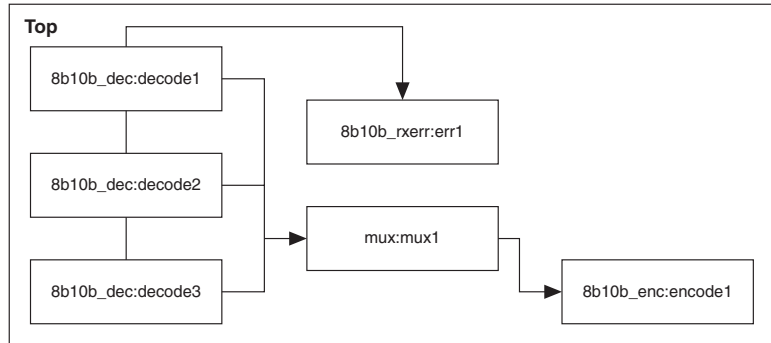 Top
8b10b_dec:decode1
8b10b_rxerr:err1
8b10b_dec:decode2
mux:mux1
8b10b_dec:decode3
8b10b_enc:encode1